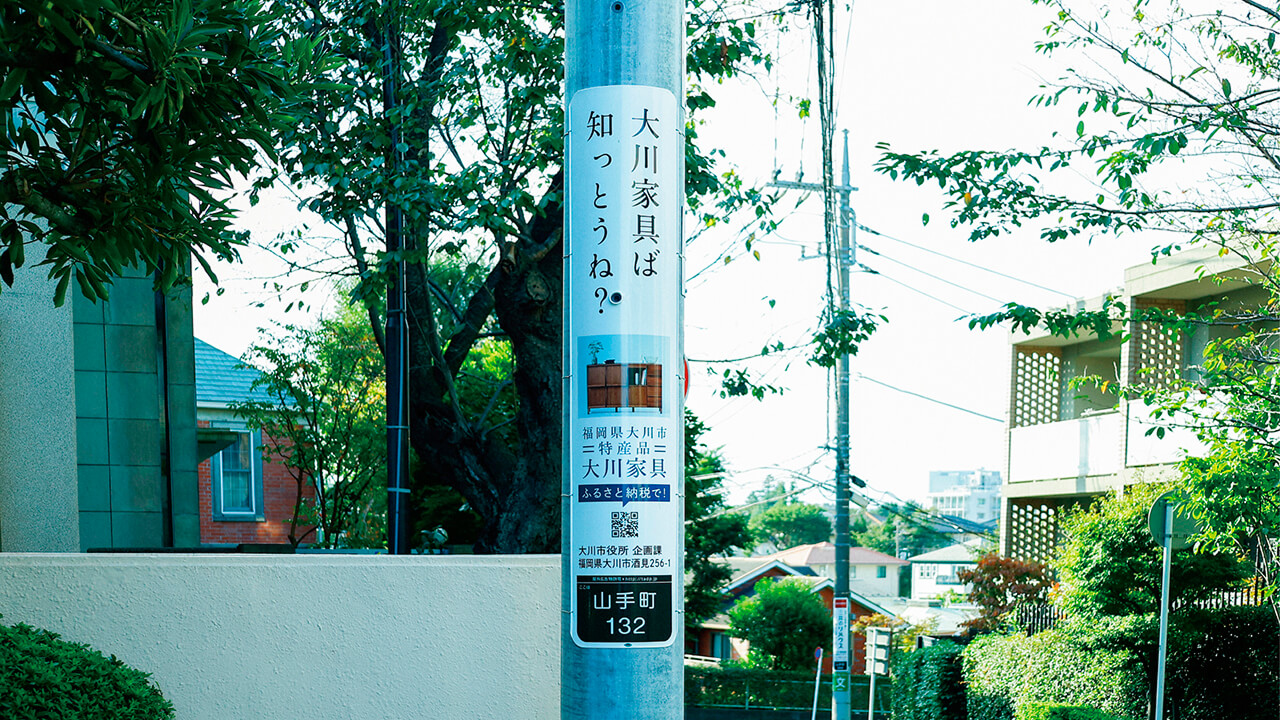 大川家具ば
知っとうね?
福岡県大川市
=特産品=
大川家具
ふるさと納税で!
大川市役所 企画課
福岡県大川市酒見256-1
山手町
132
文